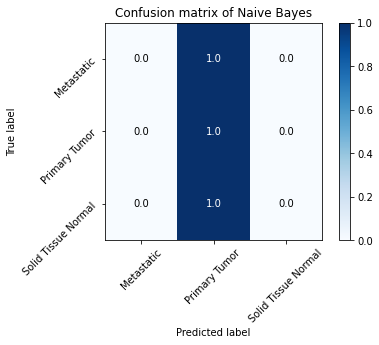 Confusion matrix of Naive Bayes
True label
Metastatic 0.0 1.0 0.0
Primary Tumor 0.0 1.0 0.0
Solid Tissue Normal 0.0 1.0 0.0
Metastatic Primary Tumor Solid Tissue Normal
Predicted label
1.0
0.8
0.6
0.4
0.2
0.0